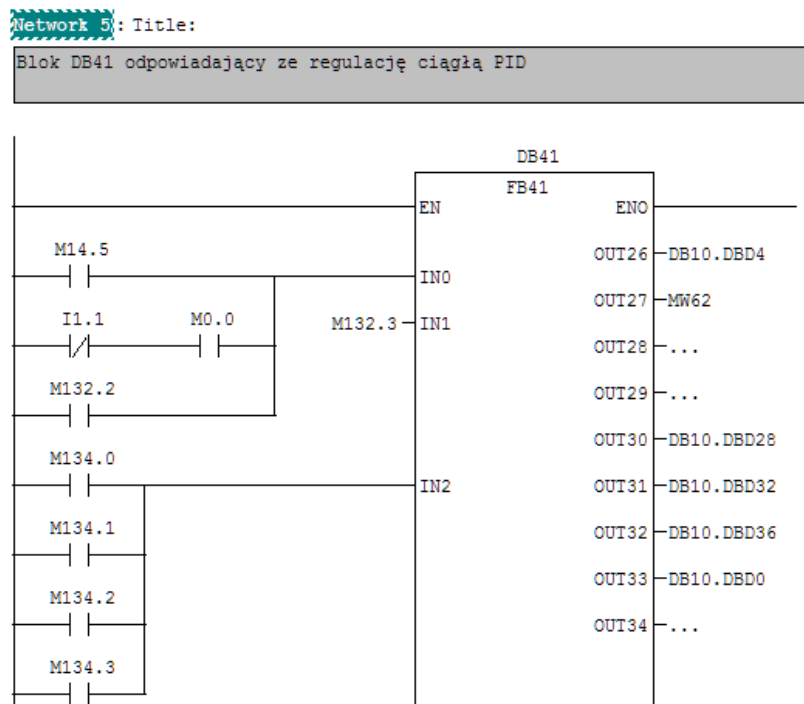 Network 5: Title:
Blok DB41 odpowiadający ze regulację ciągłą PID
DB41
FB41
EN ENO
M14.5
OUT26 DB10.DBD4
IN0
OUT27 MW62
I1.1 M0.0
M132.3 IN1
OUT28 ...
M132.2
OUT29 ...
OUT30 DB10.DBD28
M134.0
IN2 OUT31 DB10.DBD32
M134.1
OUT32 DB10.DBD36
OUT33 DB10.DBD0
M134.2
OUT34 ...
M134.3